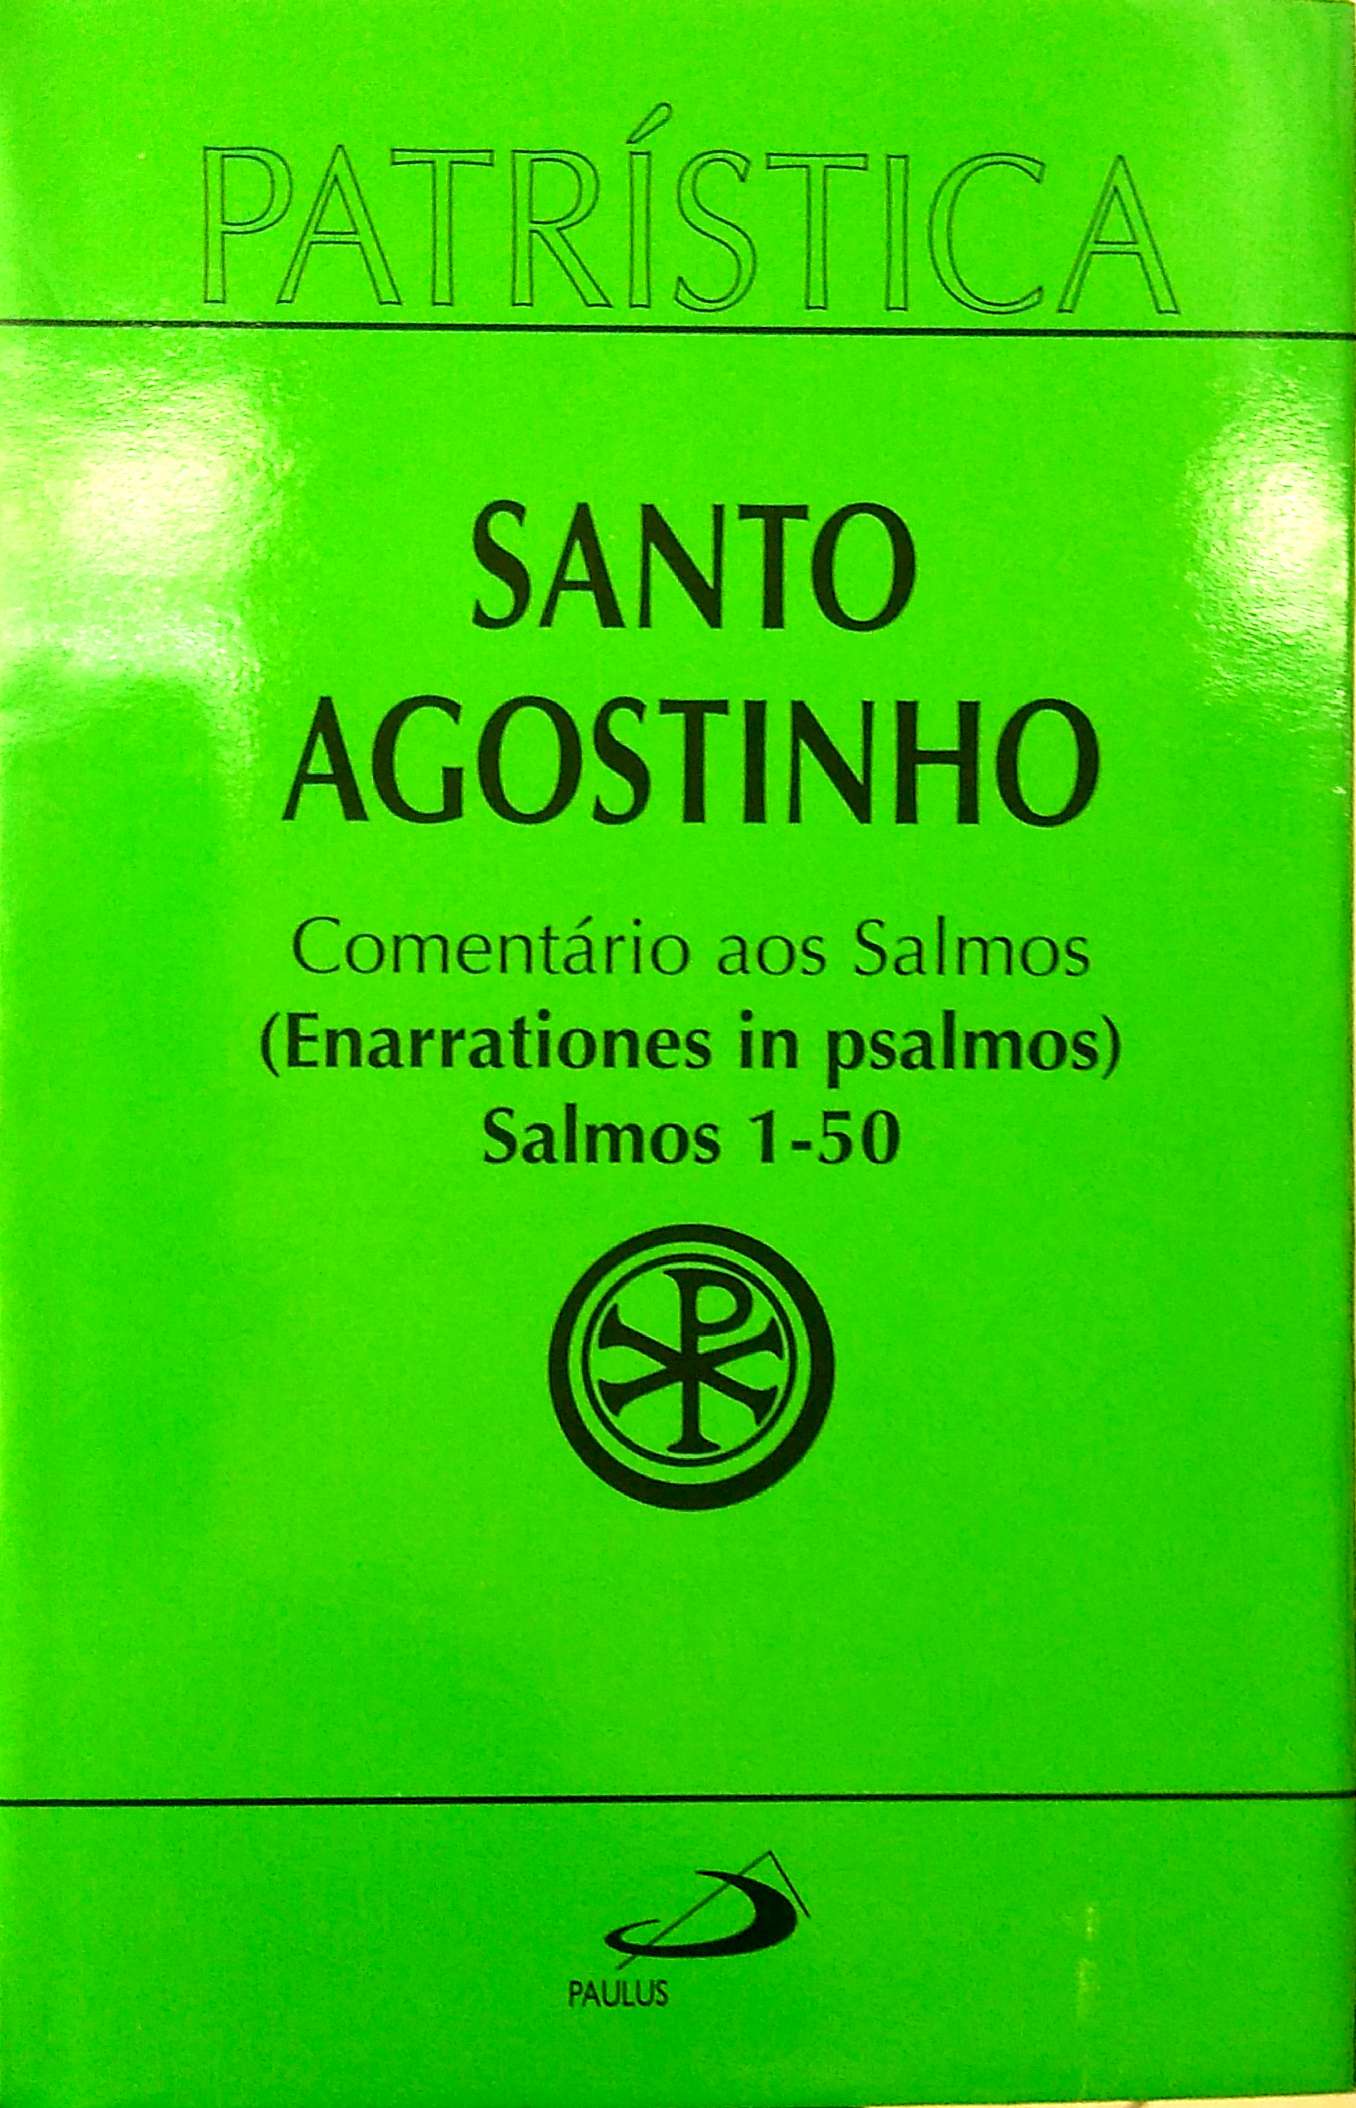 PATRÍSTICA
SANTO
AGOSTINHO
Comentário aos Salmos
(Enarrationes in psalmos)
Salmos 1-50
PAULUS